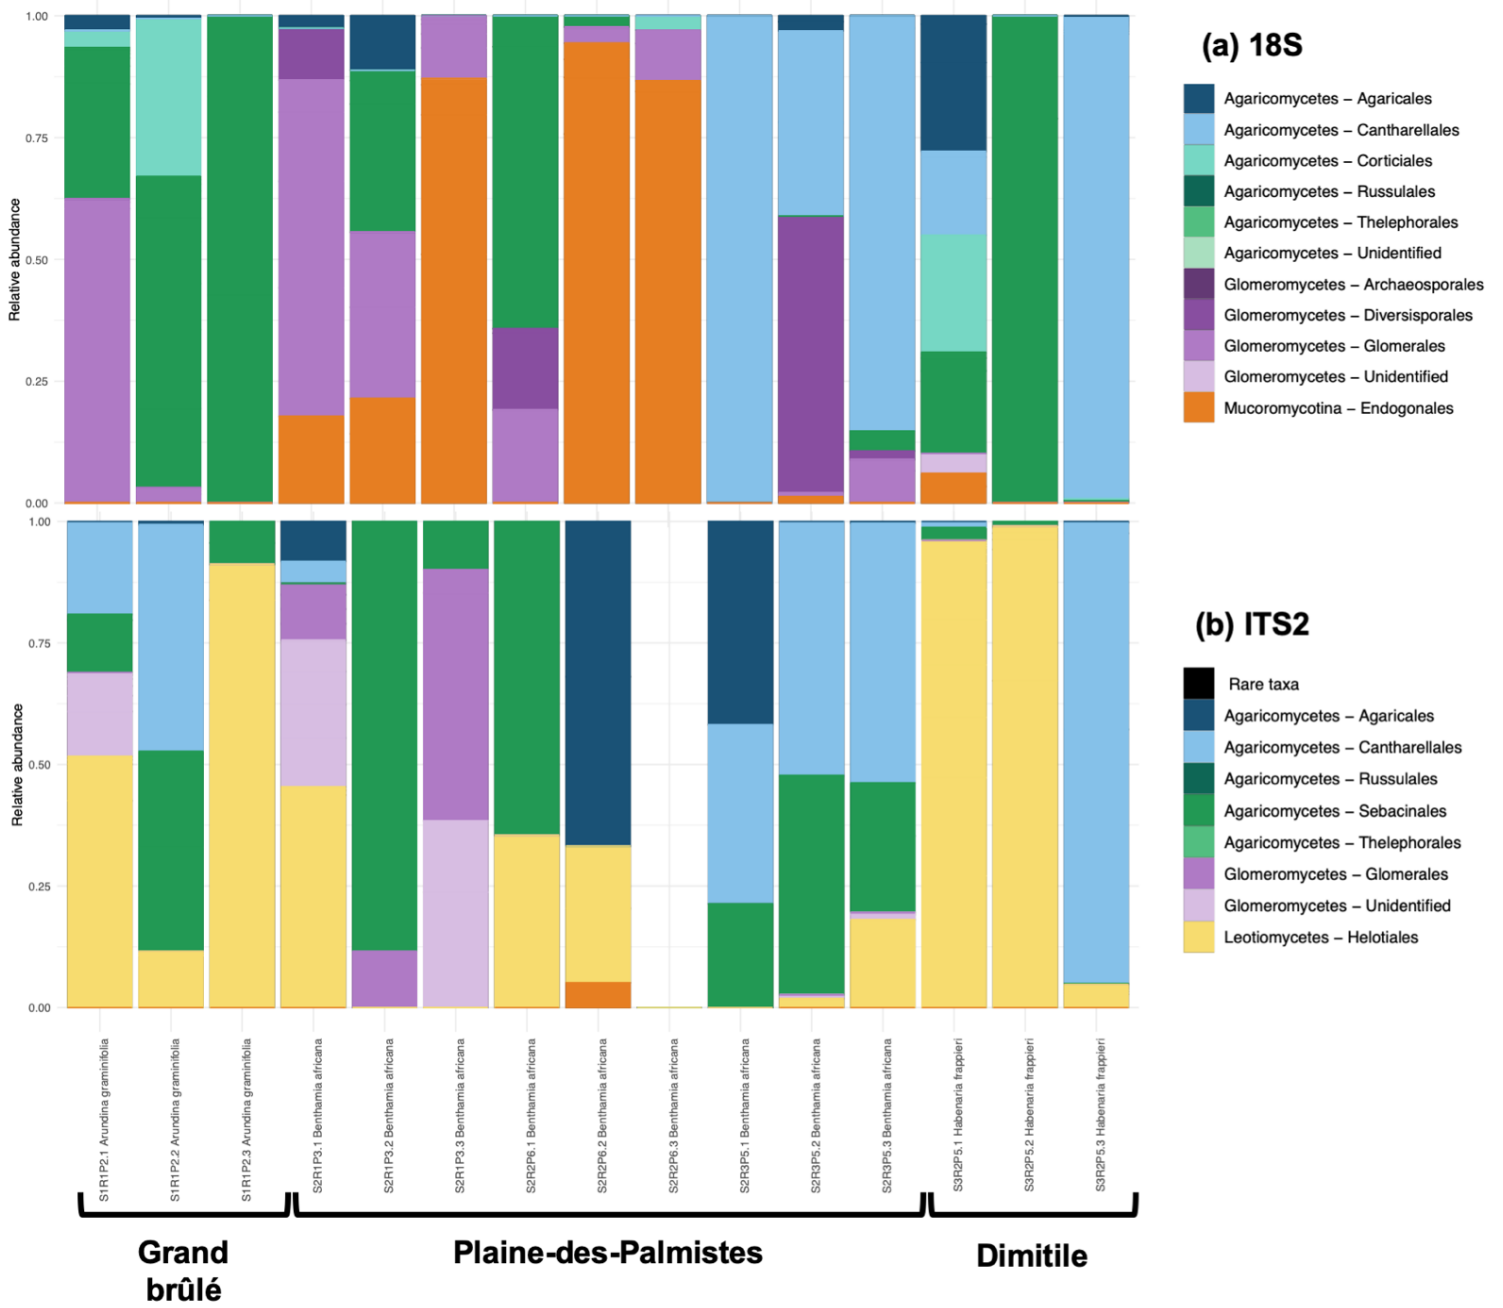 (a) 18S
Agaricomycetes – Agaricales
Agaricomycetes – Cantharellales
Agaricomycetes – Corticiales
Agaricomycetes – Russulales
Agaricomycetes – Thelephorales
Agaricomycetes – Unidentified
Glomeromycetes – Archaeosporales
Glomeromycetes – Diversisporales
Glomeromycetes – Glomerales
Glomeromycetes – Unidentified
Mucoromycotina – Endogonales
Relative abundance
1.00
0.75
0.50
0.25
0.00
(b) ITS2
Rare taxa
Agaricomycetes – Agaricales
Agaricomycetes – Cantharellales
Agaricomycetes – Russulales
Agaricomycetes – Sebacinales
Agaricomycetes – Thelephorales
Glomeromycetes – Glomerales
Glomeromycetes – Unidentified
Leotiomycetes – Helotiales
Relative abundance
1.00
0.75
0.50
0.25
0.00
S1R1P2.1 Arundina graminifolia
S1R1P2.2 Arundina graminifolia
S1R1P2.3 Arundina graminifolia
S2R1P3.1 Benthamia africana
S2R1P3.2 Benthamia africana
S2R1P3.3 Benthamia africana
S2R2P6.1 Benthamia africana
S2R2P6.2 Benthamia africana
S2R2P6.3 Benthamia africana
S2R3P5.1 Benthamia africana
S2R3P5.2 Benthamia africana
S2R3P5.3 Benthamia africana
S3R2P5.1 Habenaria frappieri
S3R2P5.2 Habenaria frappieri
S3R2P5.3 Habenaria frappieri
Grand
brûlé
Plaine-des-Palmistes
Dimitile